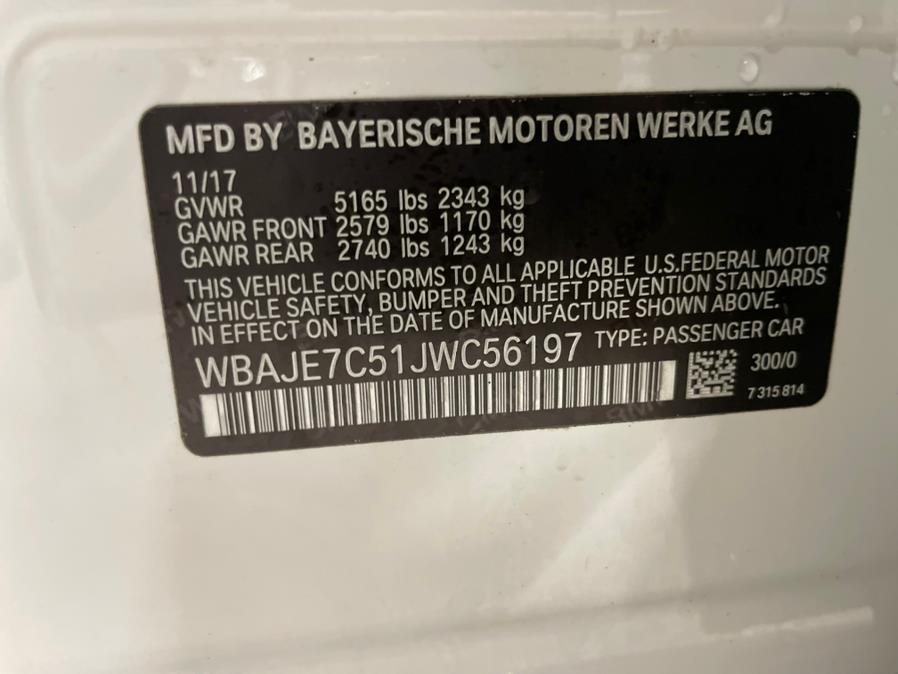 MFD BY BAYERISCHE MOTOREN WERKE AG
11/17
GVWR 5165 lbs 2343 kg
GAWR FRONT 2579 lbs 1170 kg
GAWR REAR 2740 lbs 1243 kg
THIS VEHICLE CONFORMS TO ALL APPLICABLE U.S.FEDERAL MOTOR
VEHICLE SAFETY, BUMPER AND THEFT PREVENTION STANDARDS
IN EFFECT ON THE DATE OF MANUFACTURE SHOWN ABOVE.
WBAJE7C51JWC56197 TYPE: PASSENGER CAR
300/0
7 315 814